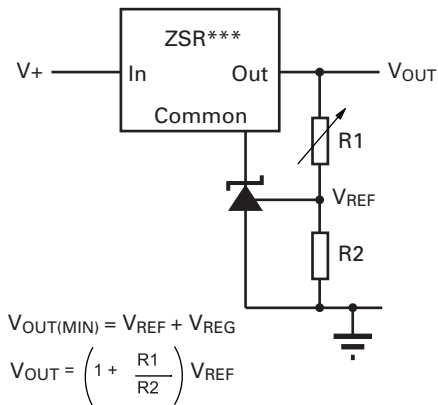 ZSR***
V+
In
Out
VOUT
Common
R1
VREF
R2
VOUT(MIN) = VREF + VREG
VOUT = (1 + R1/R2) VREF